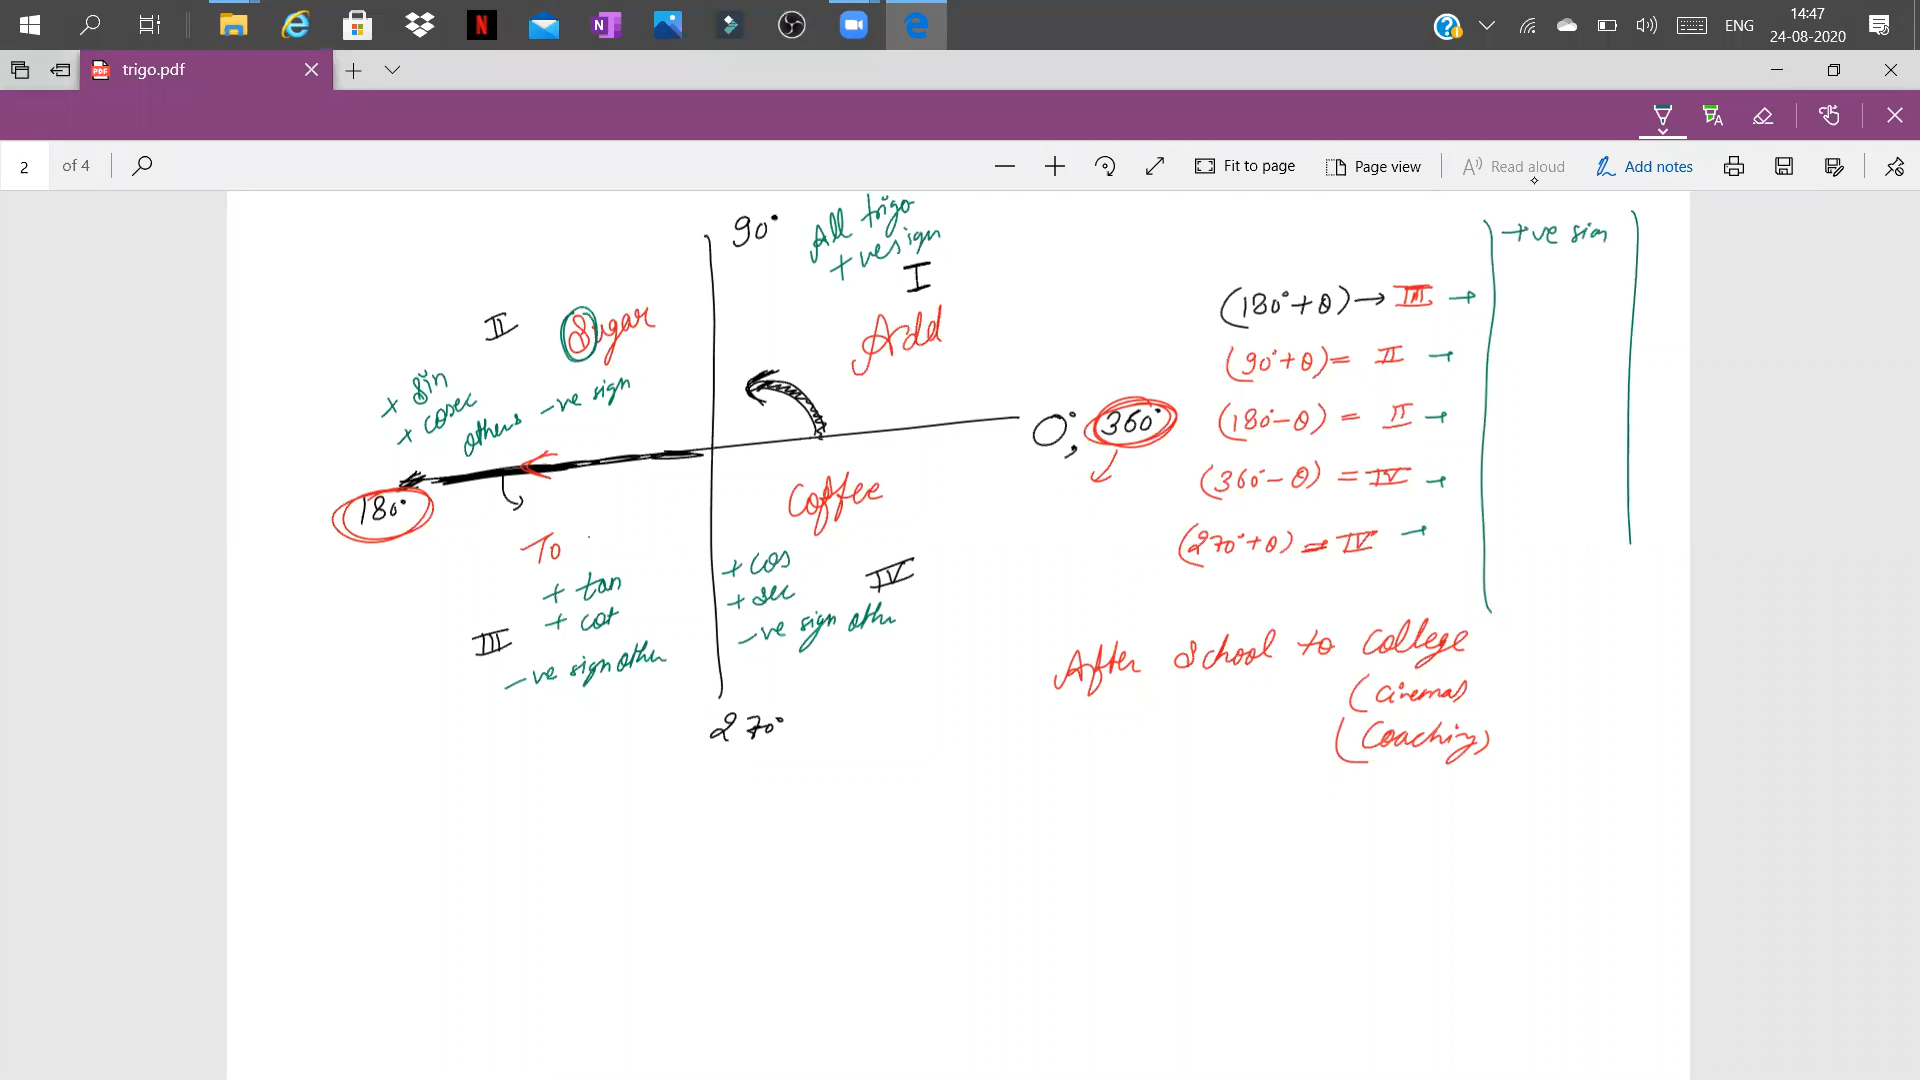 14:47
ENG
24-08-2020
trigo.pdf
2 of 4
Fit to page
Page view
Read aloud
Add notes
90°
All trigo
+ve sign
I
Add
II
Sugar
+ Sin
+ cosec
others -ve sign
0°, 360°
180°
To
+ tan
+ cot
III
-ve sign other
Coffee
+ cos
+ sec
IV
-ve sign othe
270°
+ve sign
(180°+θ) → III →
(90°+θ) = II →
(180-θ) = II →
(360-θ) = IV →
(270°+θ) = IV →
After School to college
(Cinema)
(Coaching)